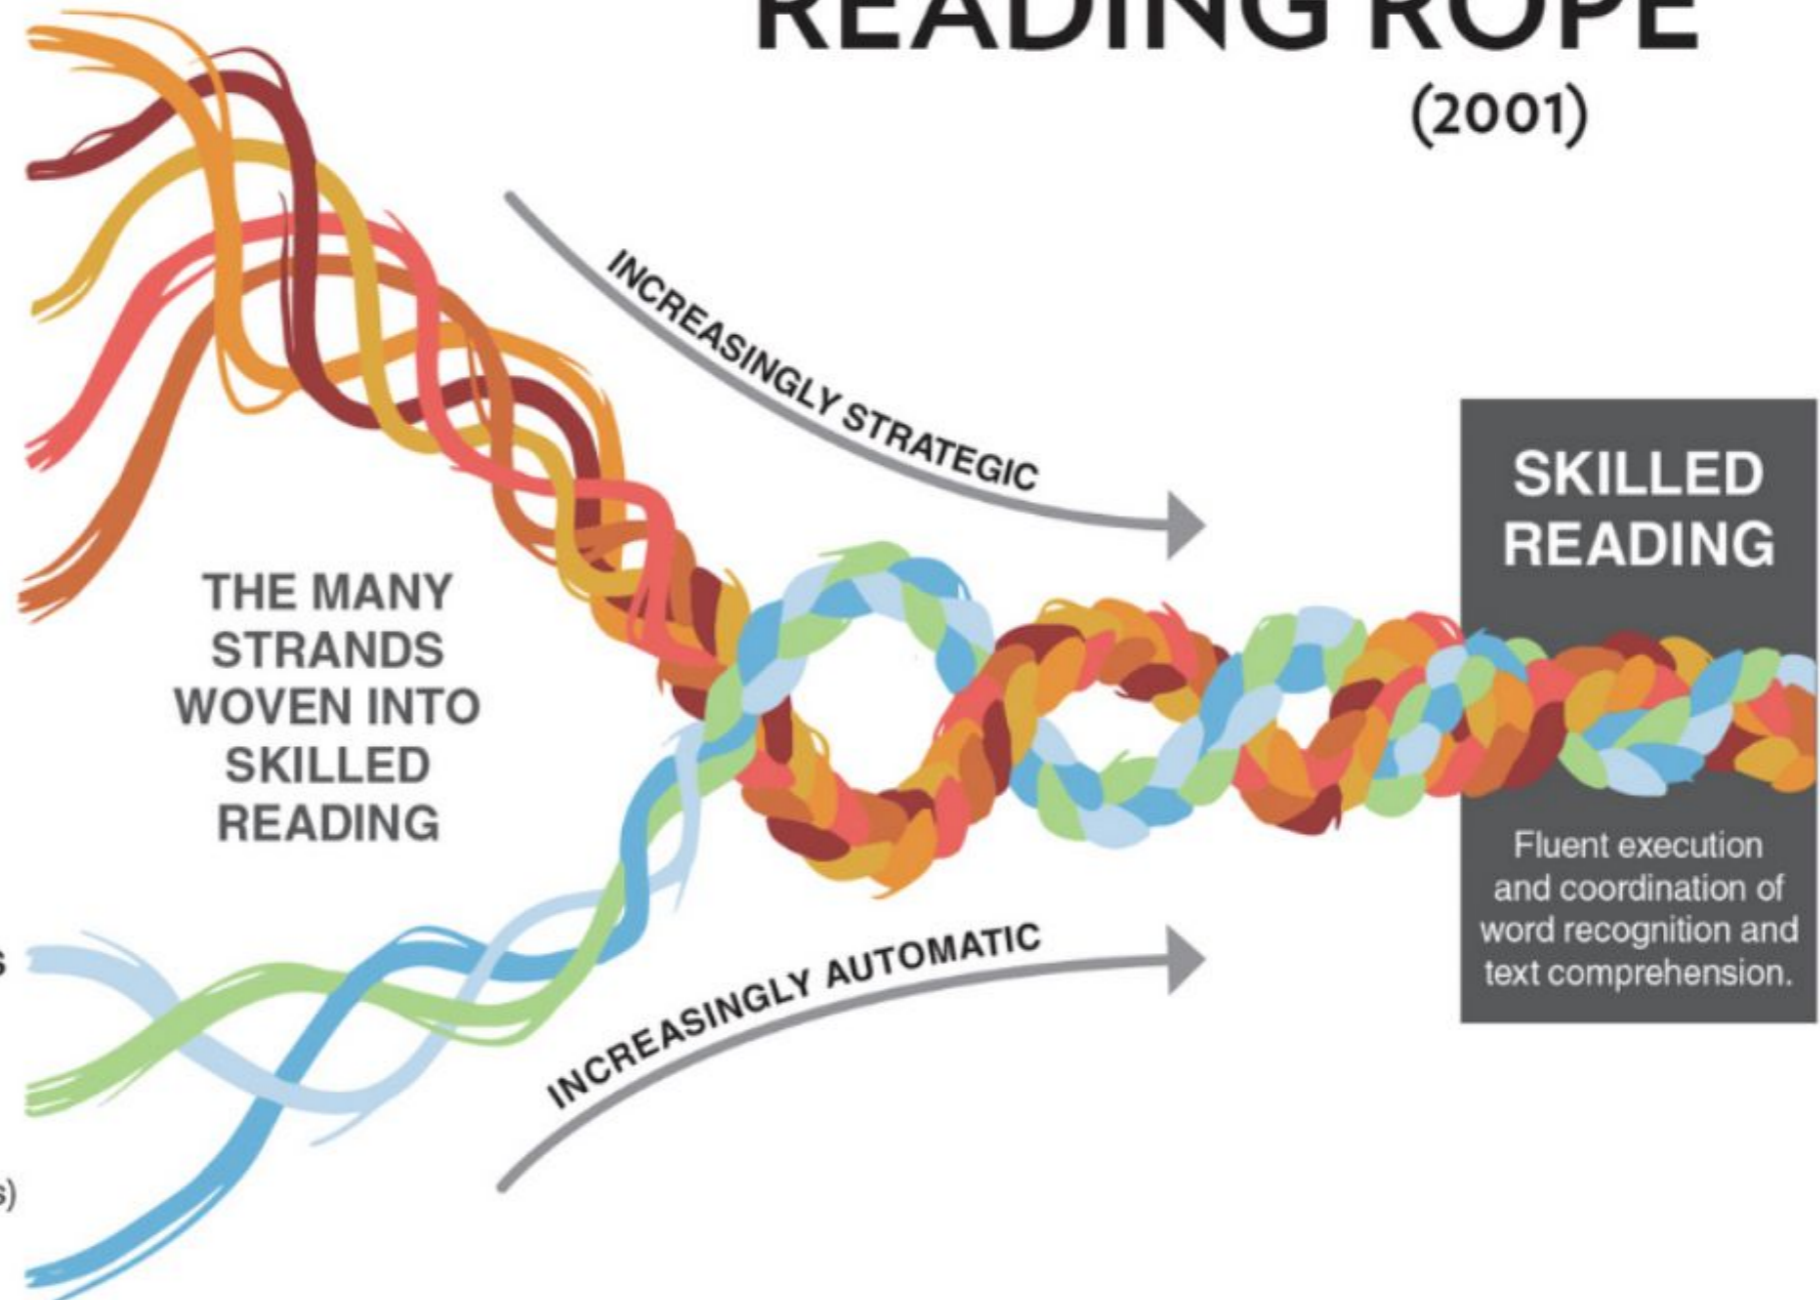 READING ROPE
(2001)
INCREASINGLY STRATEGIC
SKILLED
READING
THE MANY
STRANDS
WOVEN INTO
SKILLED
READING
Fluent execution
and coordination of
word recognition and
text comprehension.
INCREASINGLY AUTOMATIC
s
s)